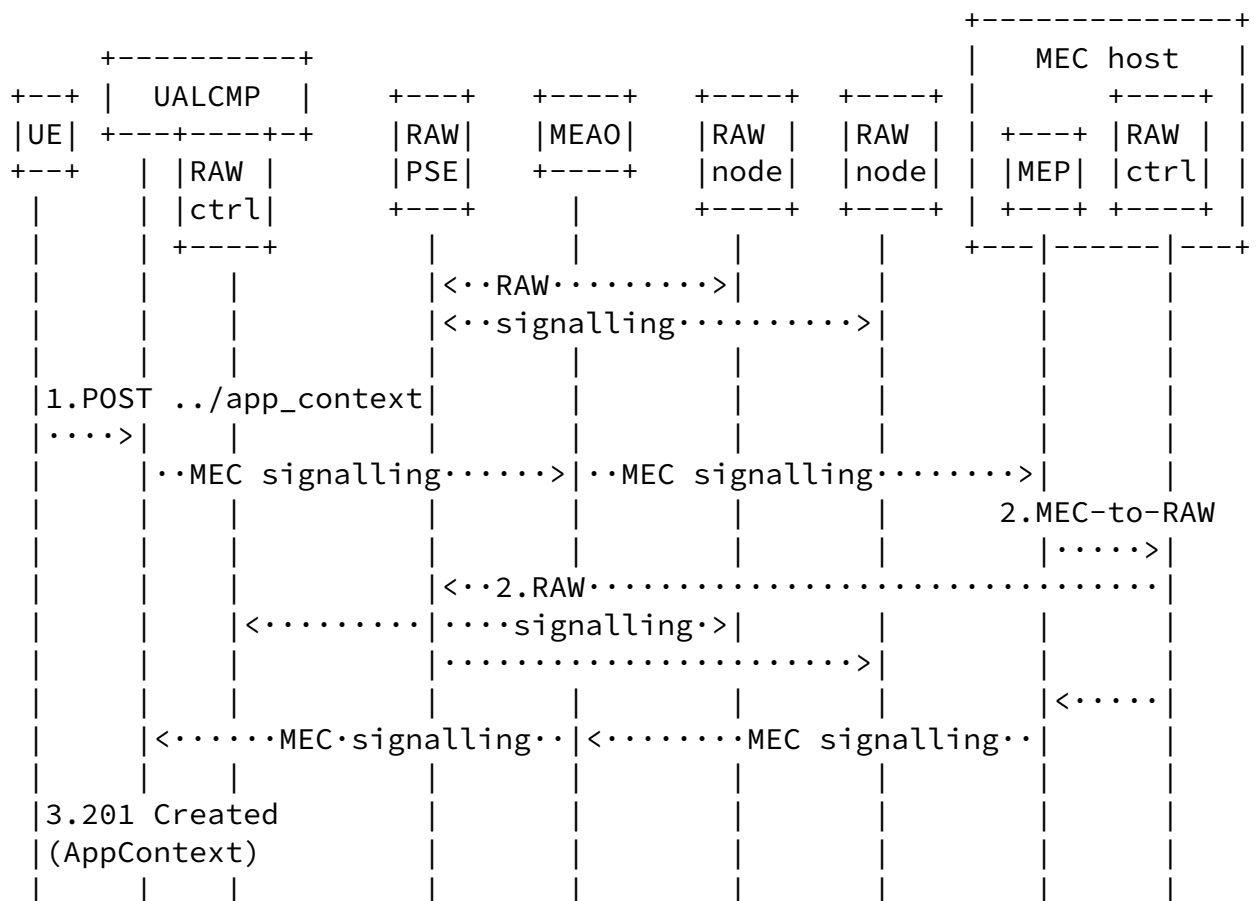 MEC host
UALCMP
UE RAW MEAO RAW RAW MEP RAW
RAW PSE node node ctrl
ctrl
RAW
signalling
1.POST ../app_context
MEC signalling MEC signalling
2.MEC-to-RAW
2.RAW
signalling
MEC signalling MEC signalling
3.201 Created
(AppContext)